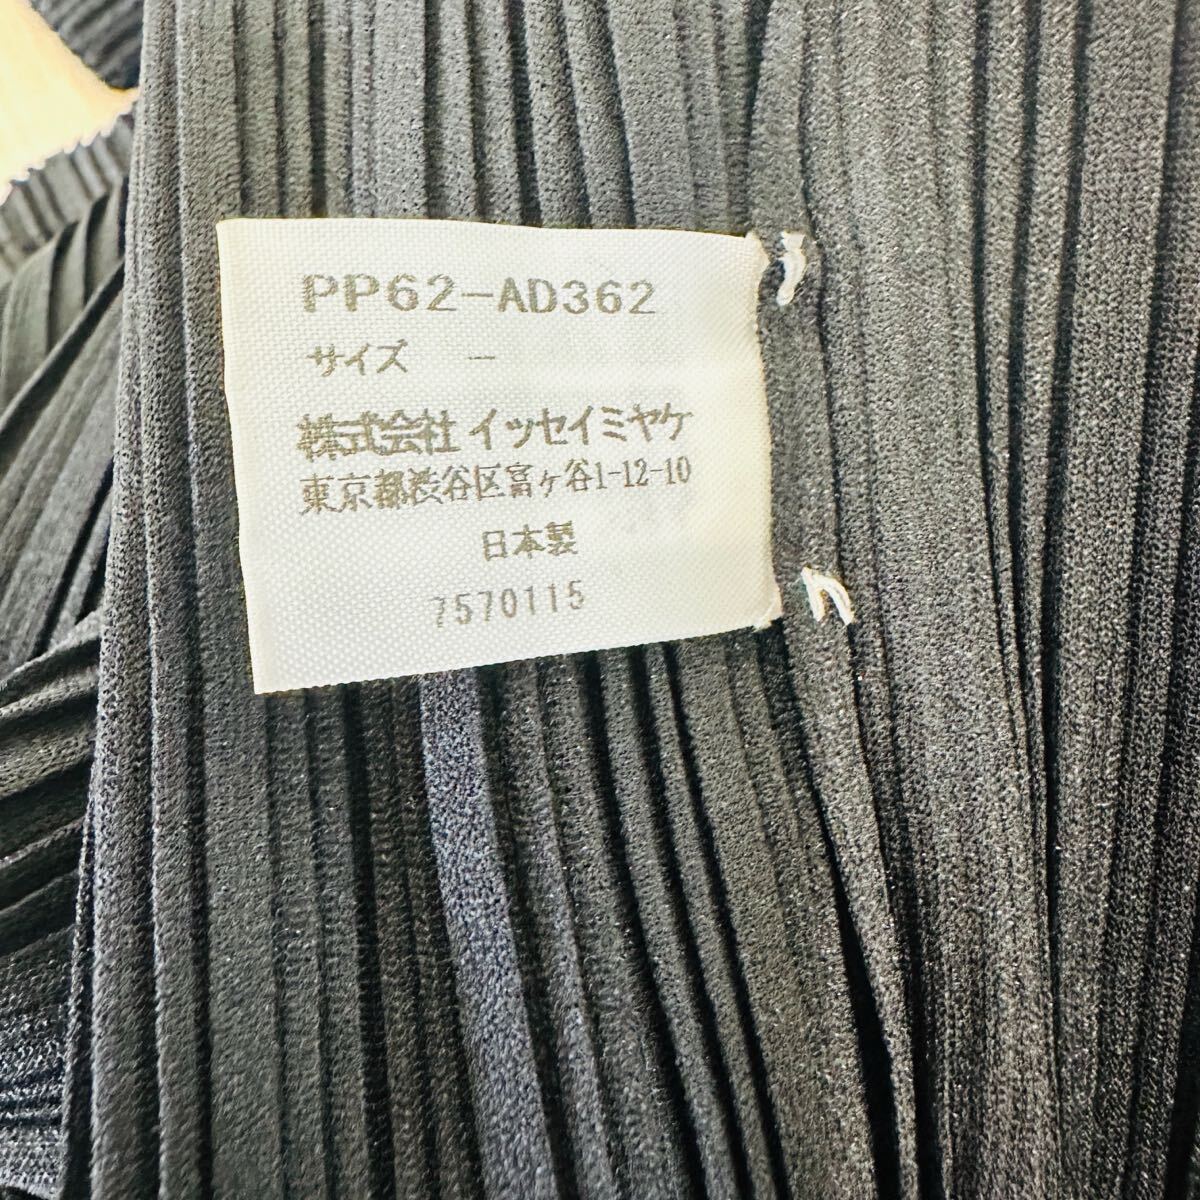 PP62-AD362
サイズ －
株式会社 イッセイミヤケ
東京都渋谷区富ヶ谷1-12-10
日本製
7570115